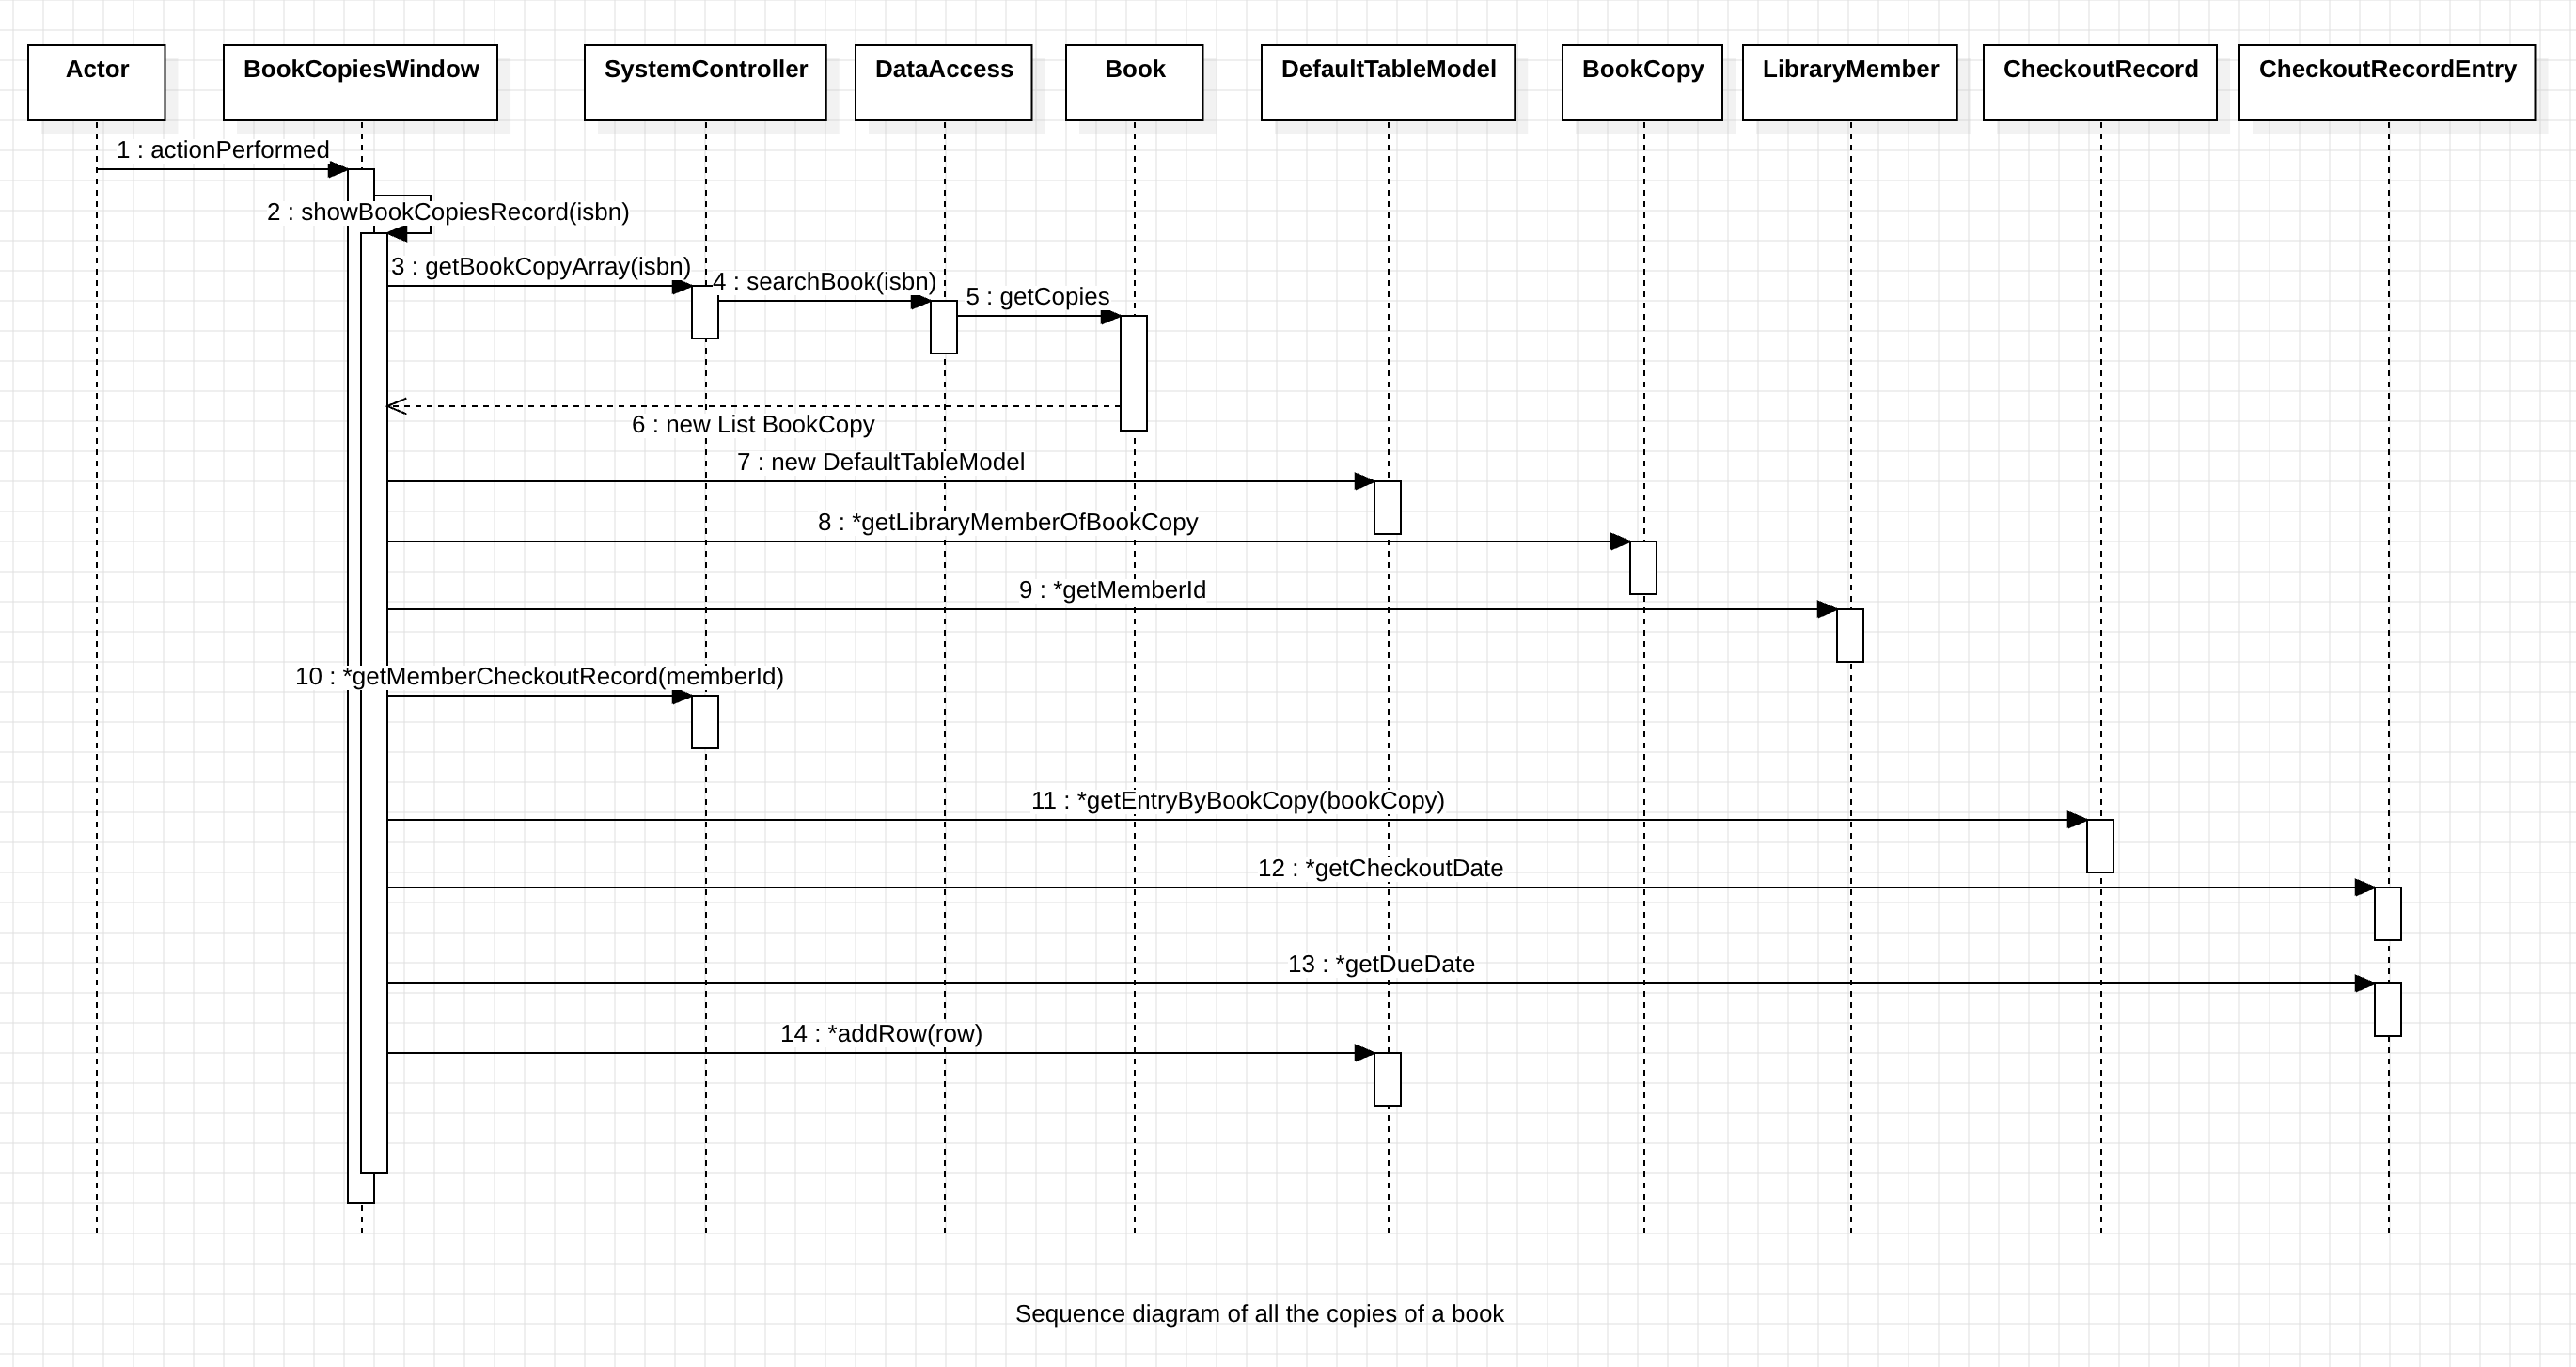 Actor
BookCopiesWindow
SystemController
DataAccess
Book
DefaultTableModel
BookCopy
LibraryMember
CheckoutRecord
CheckoutRecordEntry
1 : actionPerformed
2 : showBookCopiesRecord(isbn)
3 : getBookCopyArray(isbn)
4 : searchBook(isbn)
5 : getCopies
6 : new List BookCopy
7 : new DefaultTableModel
8 : *getLibraryMemberOfBookCopy
9 : *getMemberId
10 : *getMemberCheckoutRecord(memberId)
11 : *getEntryByBookCopy(bookCopy)
12 : *getCheckoutDate
13 : *getDueDate
14 : *addRow(row)
Sequence diagram of all the copies of a book